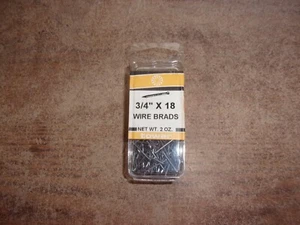 3/4" X 18
WIRE BRADS
NET WT. 2 OZ.